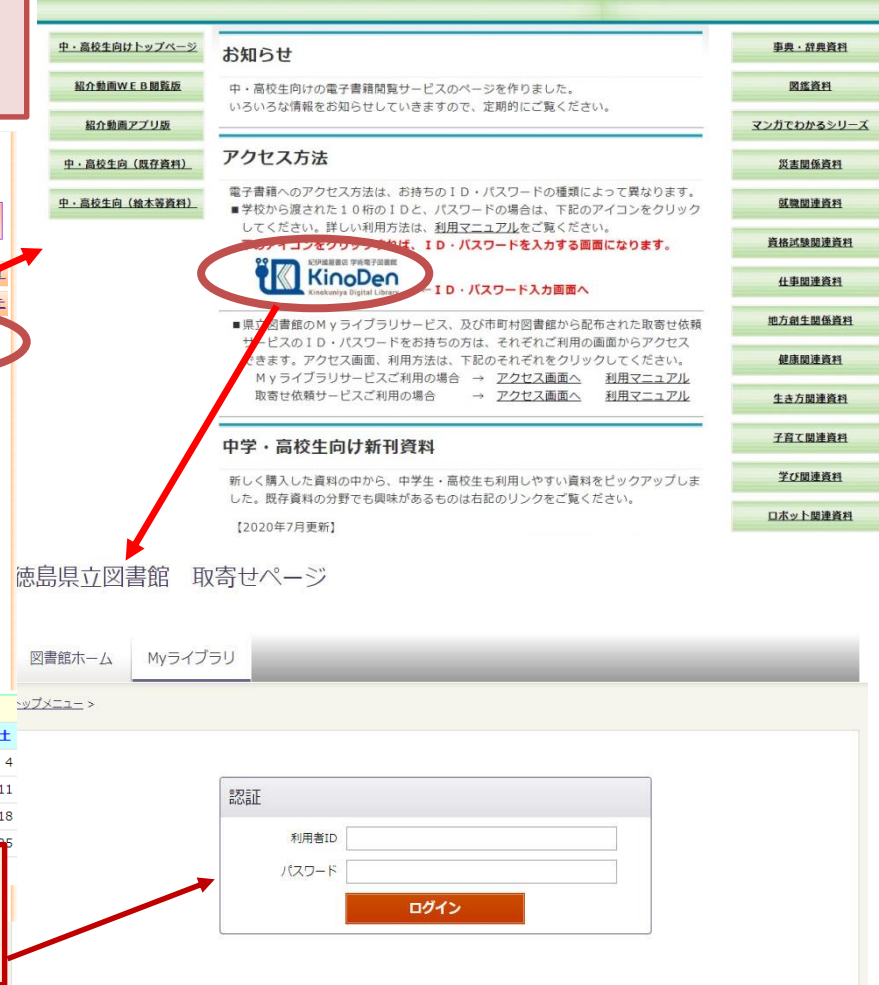 中・高校生向けトップページ
紹介動画ＷＥＢ閲覧版
紹介動画アプリ版
中・高校生向（既存資料）
中・高校生向（絵本等資料）
お知らせ
中・高校生向けの電子書籍閲覧サービスのページを作りました。
いろいろな情報をお知らせしていきますので、定期的にご覧ください。
アクセス方法
電子書籍へのアクセス方法は、お持ちのＩＤ・パスワードの種類によって異なります。
■学校から渡された１０桁のＩＤと、パスワードの場合は、下記のアイコンをクリック
してください。詳しい利用方法は、利用マニュアルをご覧ください。
下のアイコンをクリックすれば、ＩＤ・パスワードを入力する画面になります。
紀伊國屋書店 学術電子図書館
KinoDen
Kinokuniya Digital Library
←ＩＤ・パスワード入力画面へ
■県立図書館のＭｙライブラリサービス、及び市町村図書館から配布された取寄せ依頼
サービスのＩＤ・パスワードをお持ちの方は、それぞれご利用の画面からアクセス
できます。アクセス画面、利用方法は、下記のそれぞれをクリックしてください。
Ｍｙライブラリサービスご利用の場合 → アクセス画面へ 利用マニュアル
取寄せ依頼サービスご利用の場合 → アクセス画面へ 利用マニュアル
中学・高校生向け新刊資料
新しく購入した資料の中から、中学生・高校生も利用しやすい資料をピックアップしま
した。既存資料の分野でも興味があるものは右記のリンクをご覧ください。
【2020年7月更新】
事典・辞典資料
図鑑資料
マンガでわかるシリーズ
災害関係資料
就職関連資料
資格試験関連資料
仕事関連資料
地方創生関係資料
健康関連資料
生き方関連資料
子育て関連資料
学び関連資料
ロボット関連資料
徳島県立図書館 取寄せページ
図書館ホーム Myライブラリ
トップメニュー >
土
4
11
18
25
認証
利用者ID
パスワード
ログイン